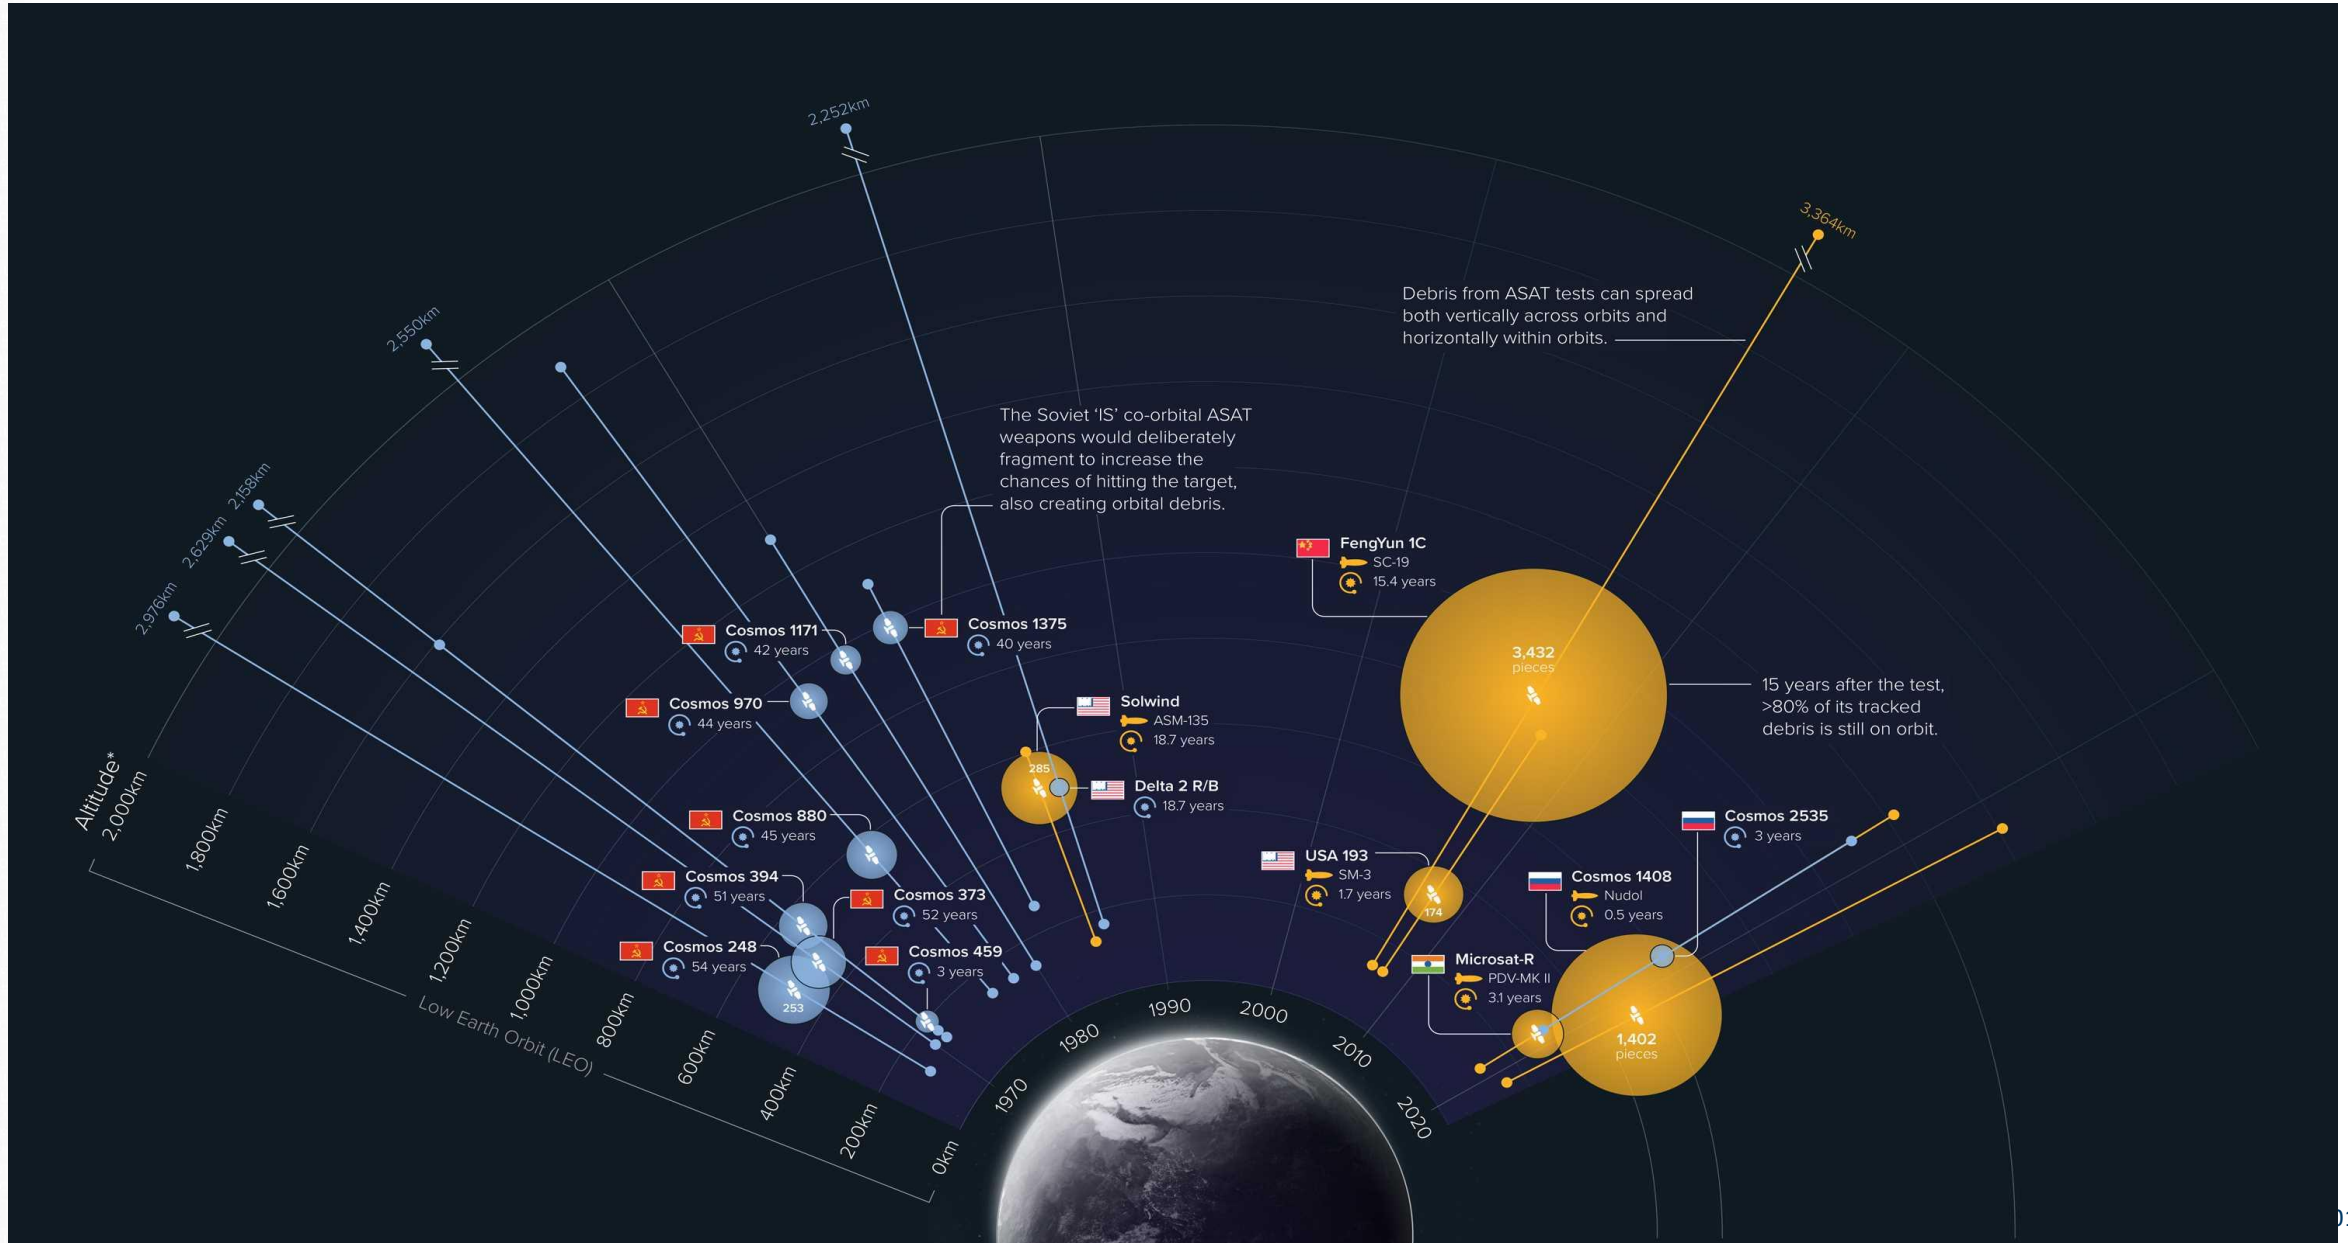 2,252km
3,364km
2,550km
2,158km
2,629km
2,976km
Debris from ASAT tests can spread
both vertically across orbits and
horizontally within orbits.
The Soviet ‘IS’ co-orbital ASAT
weapons would deliberately
fragment to increase the
chances of hitting the target,
also creating orbital debris.
FengYun 1C
SC-19
15.4 years
3,432
pieces
15 years after the test,
>80% of its tracked
debris is still on orbit.
Cosmos 1171
42 years
Cosmos 1375
40 years
Cosmos 970
44 years
Solwind
ASM-135
18.7 years
285
Delta 2 R/B
18.7 years
Cosmos 880
45 years
Cosmos 394
51 years
Cosmos 373
52 years
Cosmos 248
54 years
253
Cosmos 459
3 years
USA 193
SM-3
1.7 years
174
Cosmos 2535
3 years
Cosmos 1408
Nudol
0.5 years
1,402
pieces
Microsat-R
PDV-MK II
3.1 years
Altitude*
2,000km
1,800km
1,600km
1,400km
1,200km
1,000km
800km
600km
400km
200km
0km
Low Earth Orbit (LEO)
1970
1980
1990
2000
2010
2020